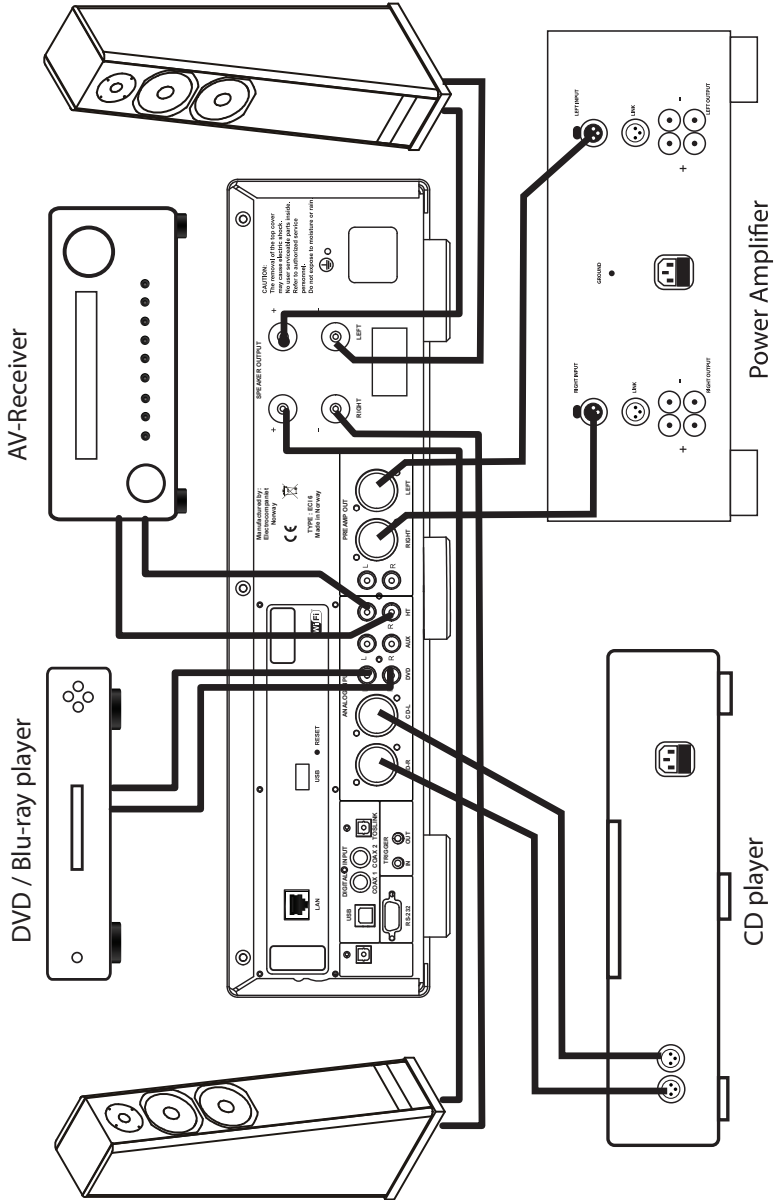 AV-Receiver
DVD / Blu-ray player
CAUTION:
The removal of the top cover
may cause electric shock.
No user serviceable parts inside.
Refer to authorized service
personnel.
Do not expose to moisture or rain.
SPEAKER OUTPUT
+
+
-
-
RIGHT
LEFT
Manufactured by:
Electrocompaniet
Norway
CE
TYPE : ECI 6
Made in Norway
WiFi
USB
RESET
LAN
PREAMP OUT
L
R
RIGHT
LEFT
L
R
R
CD-L
DVD
AUX
HT
DIGITAL INPUT
USB
COAX 1
COAX 2
TOSLINK
RS-232
TRIGGER
IN
OUT
CD player
Power Amplifier
RIGHT INPUT
LINK
+
-
RIGHT OUTPUT
GROUND
LEFT INPUT
LINK
+
-
LEFT OUTPUT